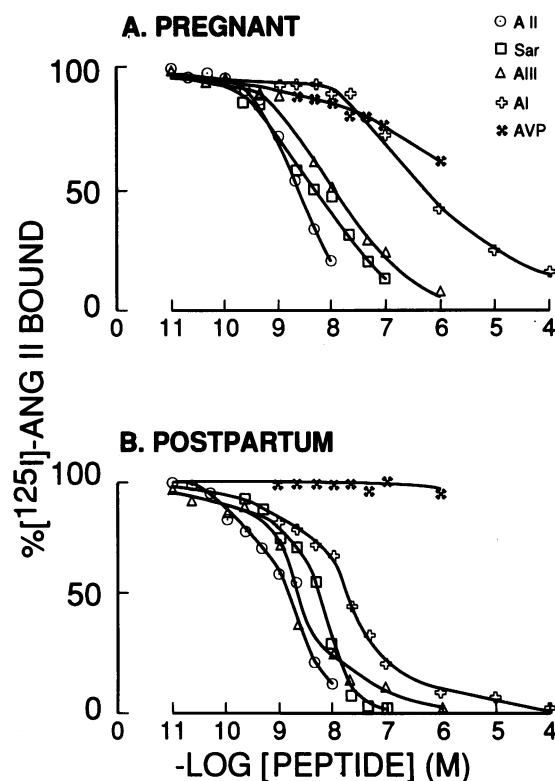 A. PREGNANT
A II
Sar
AIII
AI
AVP
100
50
0
0 11 10 9 8 7 6 5 4
%[125I]-ANG II BOUND
B. POSTPARTUM
100
50
0
0 11 10 9 8 7 6 5 4
-LOG [PEPTIDE] (M)